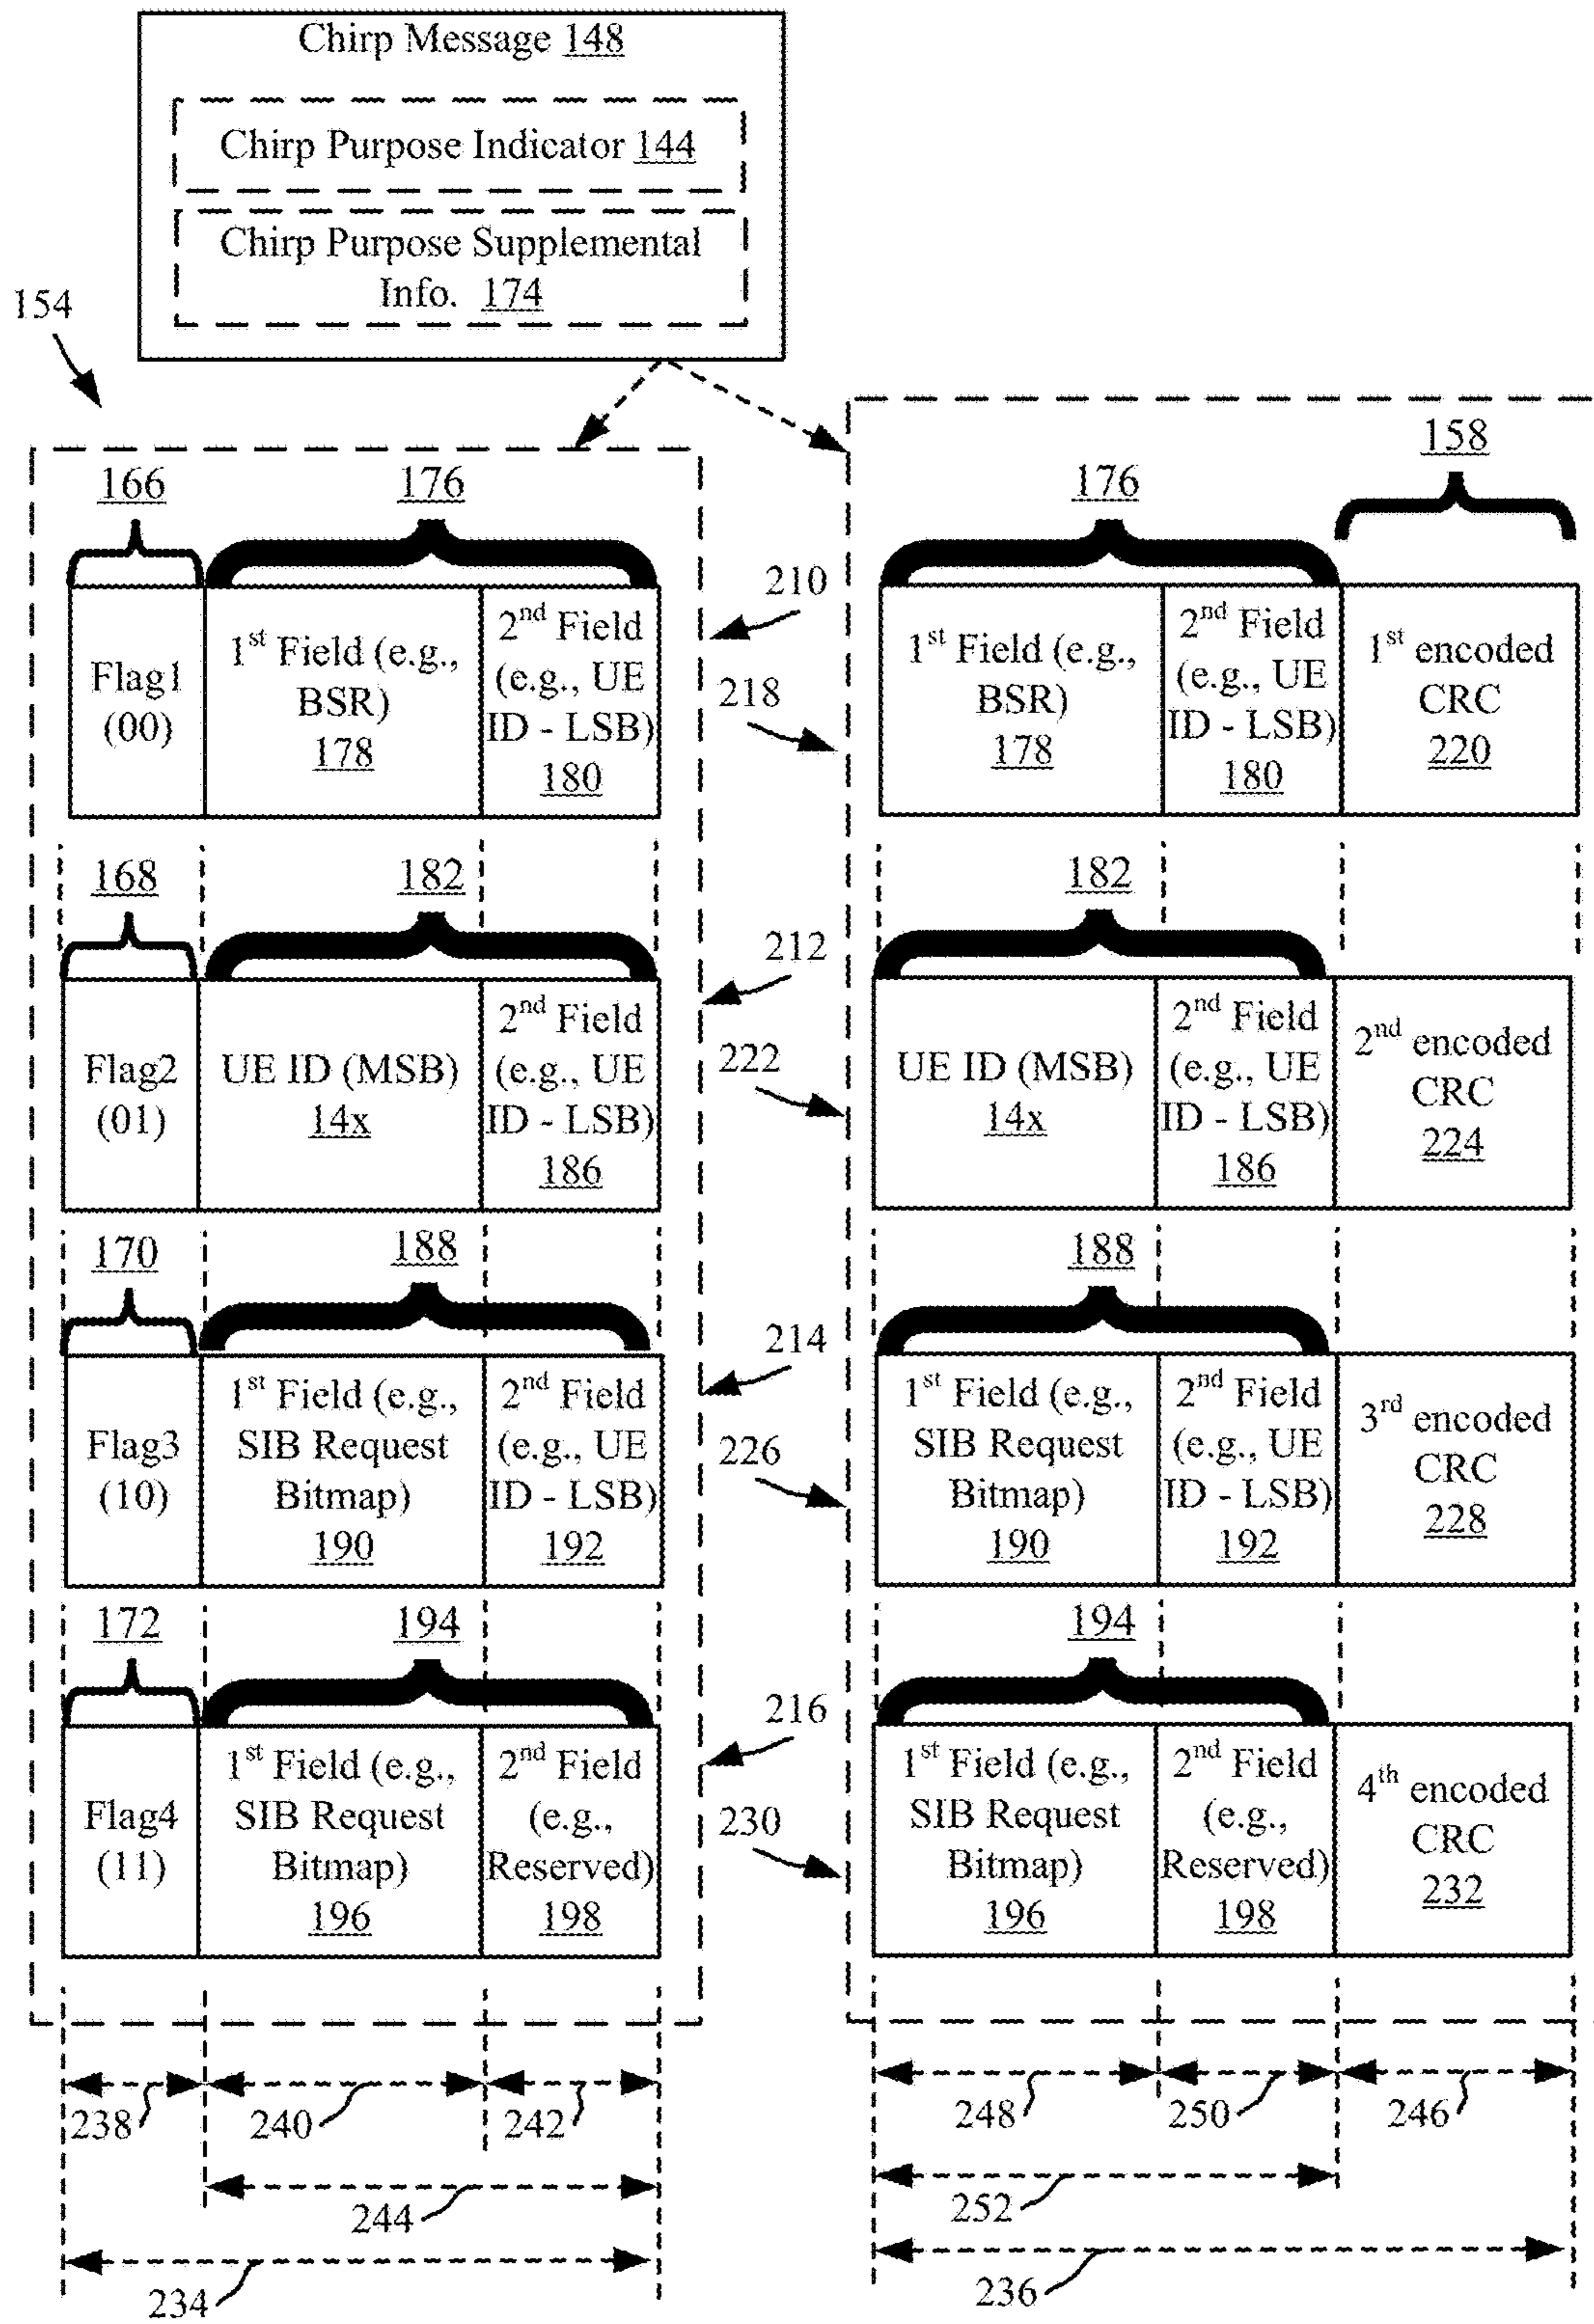 Chirp Message 148
Chirp Purpose Indicator 144
Chirp Purpose Supplemental
Info. 174
154
158
166
176
176
Flag1
(00)
1st Field (e.g.,
BSR)
178
2nd Field
(e.g., UE
ID - LSB)
180
210
218
1st Field (e.g.,
BSR)
178
2nd Field
(e.g., UE
ID - LSB)
180
1st encoded
CRC
220
168
182
182
Flag2
(01)
UE ID (MSB)
14x
2nd Field
(e.g., UE
ID - LSB)
186
212
222
UE ID (MSB)
14x
2nd Field
(e.g., UE
ID - LSB)
186
2nd encoded
CRC
224
170
188
188
Flag3
(10)
1st Field (e.g.,
SIB Request
Bitmap)
190
2nd Field
(e.g., UE
ID - LSB)
192
214
226
1st Field (e.g.,
SIB Request
Bitmap)
190
2nd Field
(e.g., UE
ID - LSB)
192
3rd encoded
CRC
228
172
194
194
Flag4
(11)
1st Field (e.g.,
SIB Request
Bitmap)
196
2nd Field
(e.g.,
Reserved)
198
216
230
1st Field (e.g.,
SIB Request
Bitmap)
196
2nd Field
(e.g.,
Reserved)
198
4th encoded
CRC
232
238
240
242
248
250
246
244
252
234
236